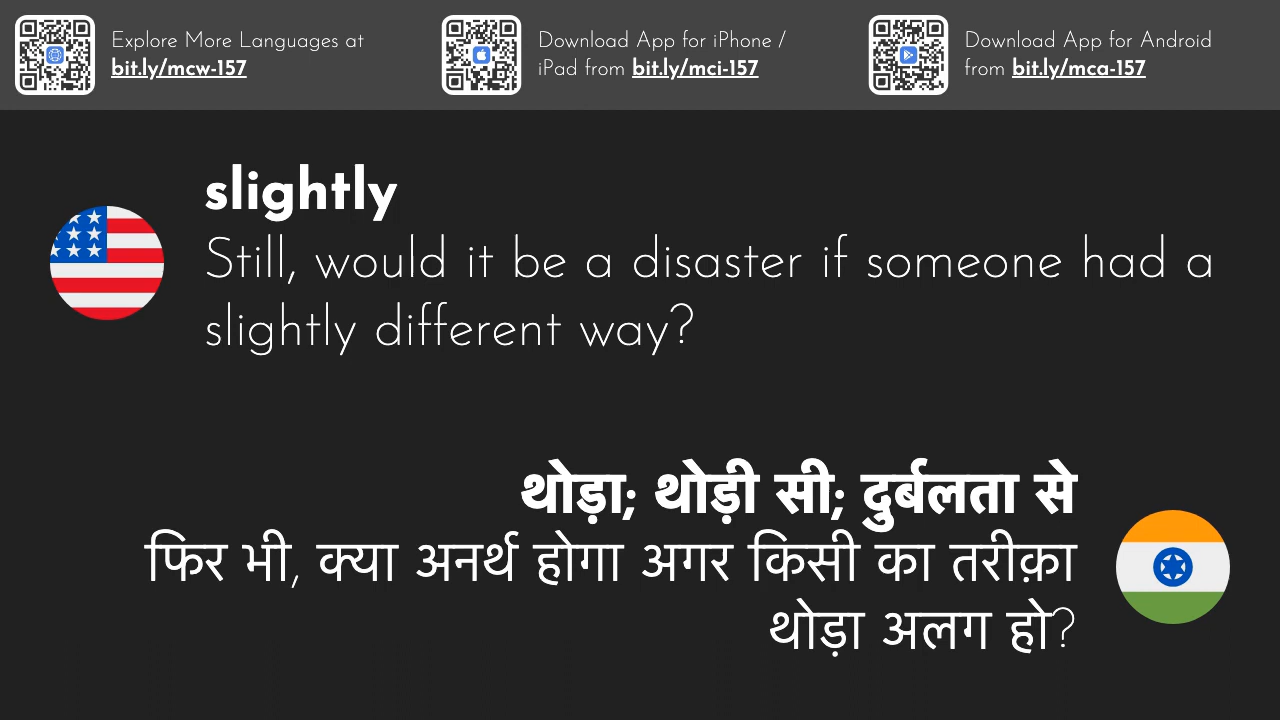 Explore More Languages at
bit.ly/mcw-157
Download App for iPhone /
iPad from bit.ly/mci-157
Download App for Android
from bit.ly/mca-157
slightly
Still, would it be a disaster if someone had a
slightly different way?
थोड़ा; थोड़ी सी; दुर्बलता से
फिर भी, क्या अनर्थ होगा अगर किसी का तरीक़ा
थोड़ा अलग हो?